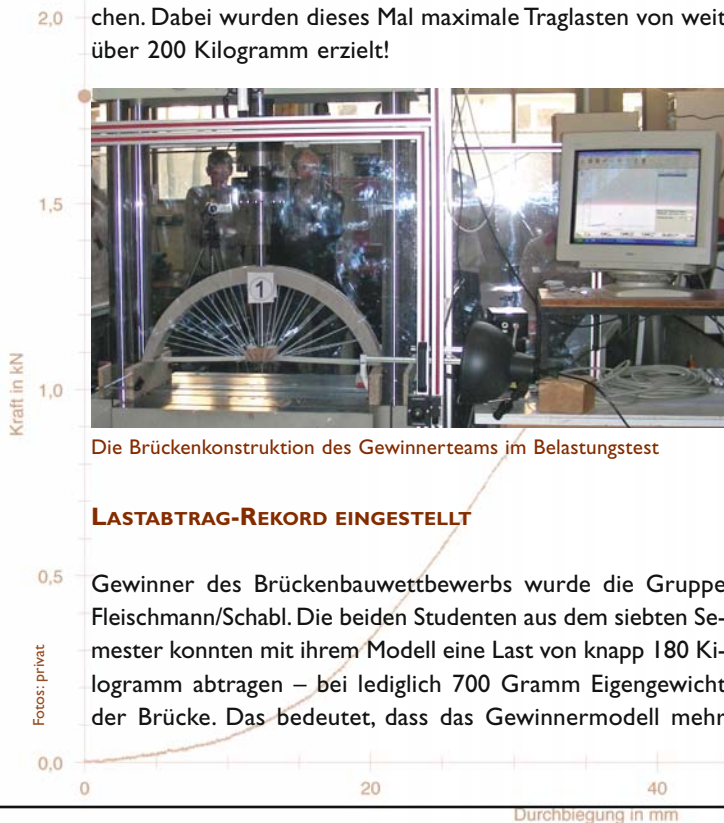 2,0
chen. Dabei wurden dieses Mal maximale Traglasten von weit
über 200 Kilogramm erzielt!
1,5
1
1,0
Kraft in kN
Die Brückenkonstruktion des Gewinnerteams im Belastungstest
LASTABTRAG-REKORD EINGESTELLT
0,5
Gewinner des Brückenbauwettbewerbs wurde die Gruppe
Fleischmann/Schabl. Die beiden Studenten aus dem siebten Se-
mester konnten mit ihrem Modell eine Last von knapp 180 Ki-
logramm abtragen – bei lediglich 700 Gramm Eigengewicht
der Brücke. Das bedeutet, dass das Gewinnermodell mehr
Fotos: privat
0,0
0
20
40
Durchbiegung in mm